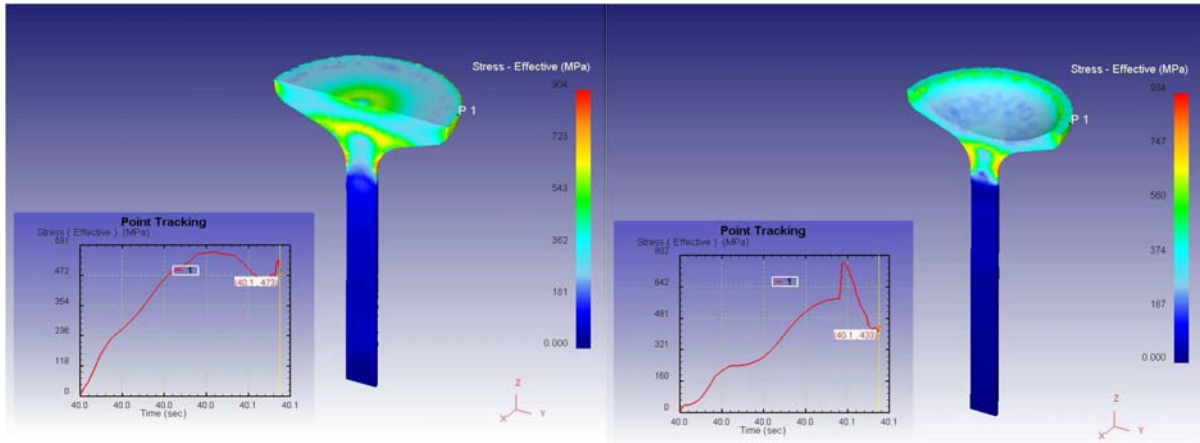 Stress - Effective (MPa)
904
723
543
362
181
0.000
P 1
Point Tracking
Stress ( Effective ) (MPa)
591
472
354
236
118
0
1
(40.1 , 473)
40.0
40.0
40.0
40.0
40.1
40.1
Time (sec)
Z
X
Y
Stress - Effective (MPa)
934
747
560
374
187
0.000
P 1
Point Tracking
Stress ( Effective ) (MPa)
802
642
481
321
160
0
1
(40.1 , 433)
40.0
40.0
40.0
40.0
40.1
40.1
Time (sec)
Z
X
Y